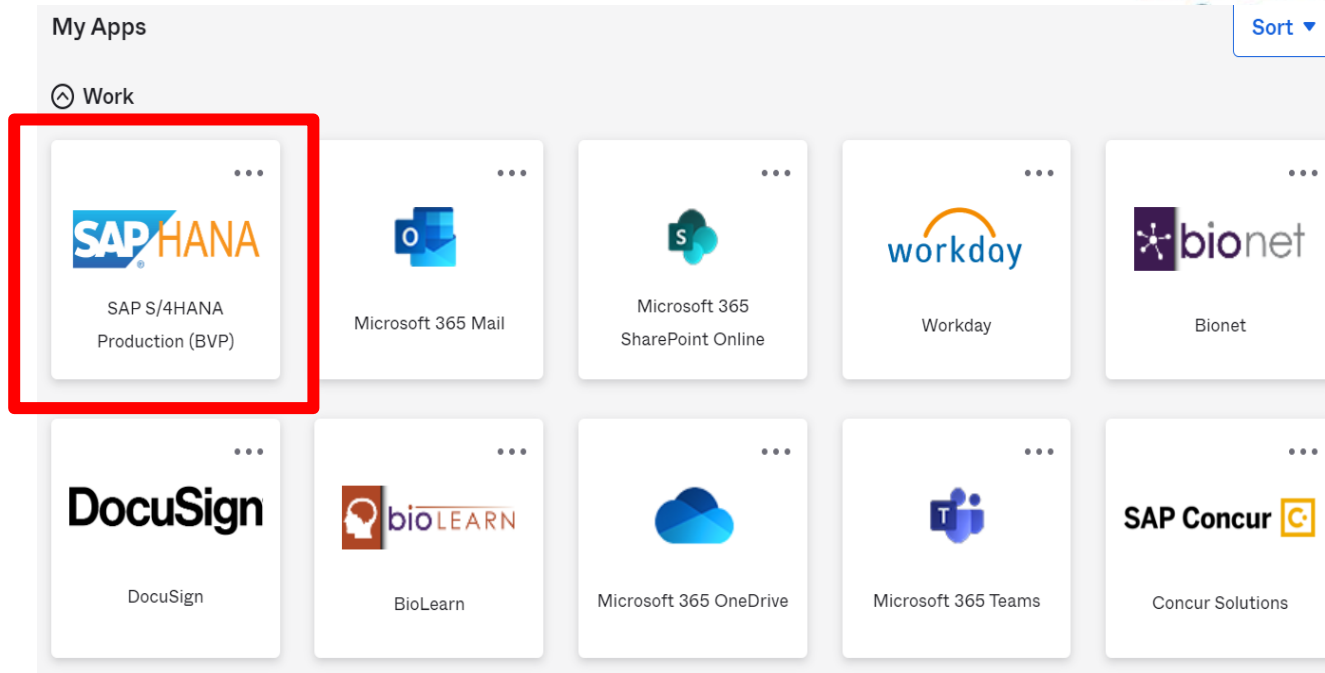 My Apps
Sort
Work
SAP HANA
®
SAP S/4HANA
Production (BVP)
O
Microsoft 365 Mail
S
Microsoft 365
SharePoint Online
workday
Workday
bionet
Bionet
DocuSign
DocuSign
bioLEARN
BioLearn
Microsoft 365 OneDrive
T
Microsoft 365 Teams
SAP Concur C.
Concur Solutions